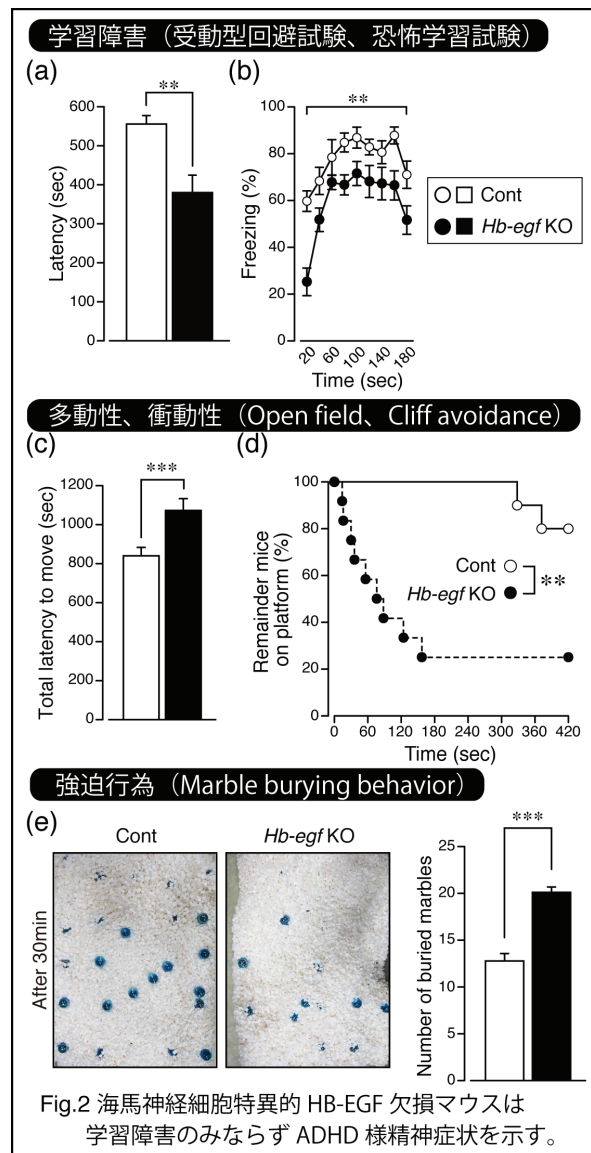 学習障害（受動型回避試験、恐怖学習試験）
(a)
**
Latency (sec)
600
500
400
300
200
100
0
(b)
**
Freezing (%)
100
80
60
40
20
0
20
60
100
140
180
Time (sec)
Cont
Hb-egf KO
多動性、衝動性（Open field、Cliff avoidance）
(c)
***
Total latency to move (sec)
1200
1000
800
600
400
200
0
(d)
Remainder mice
on platform (%)
100
80
60
40
20
0
Cont
Hb-egf KO
**
0 60 120 180 240 300 360 420
Time (sec)
強迫行為（Marble burying behavior）
(e)
Cont
Hb-egf KO
After 30min
***
Number of buried marbles
25
20
15
10
5
0
Fig.2 海馬神経細胞特異的 HB-EGF 欠損マウスは
学習障害のみならず ADHD 様精神症状を示す。